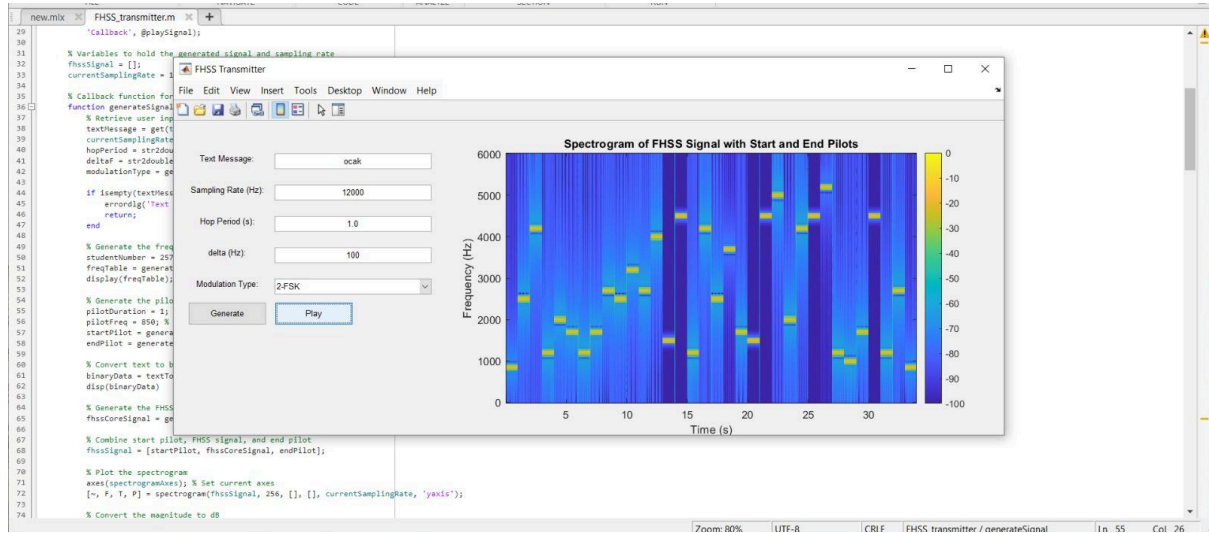 new.mlx × FHSS_transmitter.m × +
29 'Callback', @playSignal);
30
31 % Variables to hold the generated signal and sampling rate
32 fhssSignal = [];
33 currentSamplingRate = 1
34
35 % Callback function for
36 function generateSignal
37 % Retrieve user inp
38 textMessage = get(t
39 currentSamplingRate
40 hopPeriod = str2dou
41 deltaF = str2double
42 modulationType = ge
43
44 if isempty(textMess
45 errordlg('Text
46 return;
47 end
48
49 % Generate the freq
50 studentNumber = 257
51 freqTable = generat
52 display(freqTable);
53
54 % Generate the pilo
55 pilotDuration = 1;
56 pilotFreq = 850; %
57 startPilot = genera
58 endPilot = generate
59
60 % Convert text to b
61 binaryData = textTo
62 disp(binaryData)
63
64 % Generate the FHSS
65 fhssCoreSignal = ge
66
67 % Combine start pilot, FHSS signal, and end pilot
68 fhssSignal = [startPilot, fhssCoreSignal, endPilot];
69
70 % Plot the spectrogram
71 axes(spectrogramAxes); % Set current axes
72 [~, F, T, P] = spectrogram(fhssSignal, 256, [], [], currentSamplingRate, 'yaxis');
73
74 % Convert the magnitude to dB
FHSS Transmitter
File Edit View Insert Tools Desktop Window Help
Text Message: ocak
Sampling Rate (Hz): 12000
Hop Period (s): 1.0
delta (Hz): 100
Modulation Type: 2-FSK
Generate Play
Spectrogram of FHSS Signal with Start and End Pilots
6000
5000
4000
3000
2000
1000
0
Frequency (Hz)
5 10 15 20 25 30
Time (s)
0
-10
-20
-30
-40
-50
-60
-70
-80
-90
-100
Zoom: 80% UTF-8 CRLF FHSS_transmitter / generateSignal Ln 55 Col 26